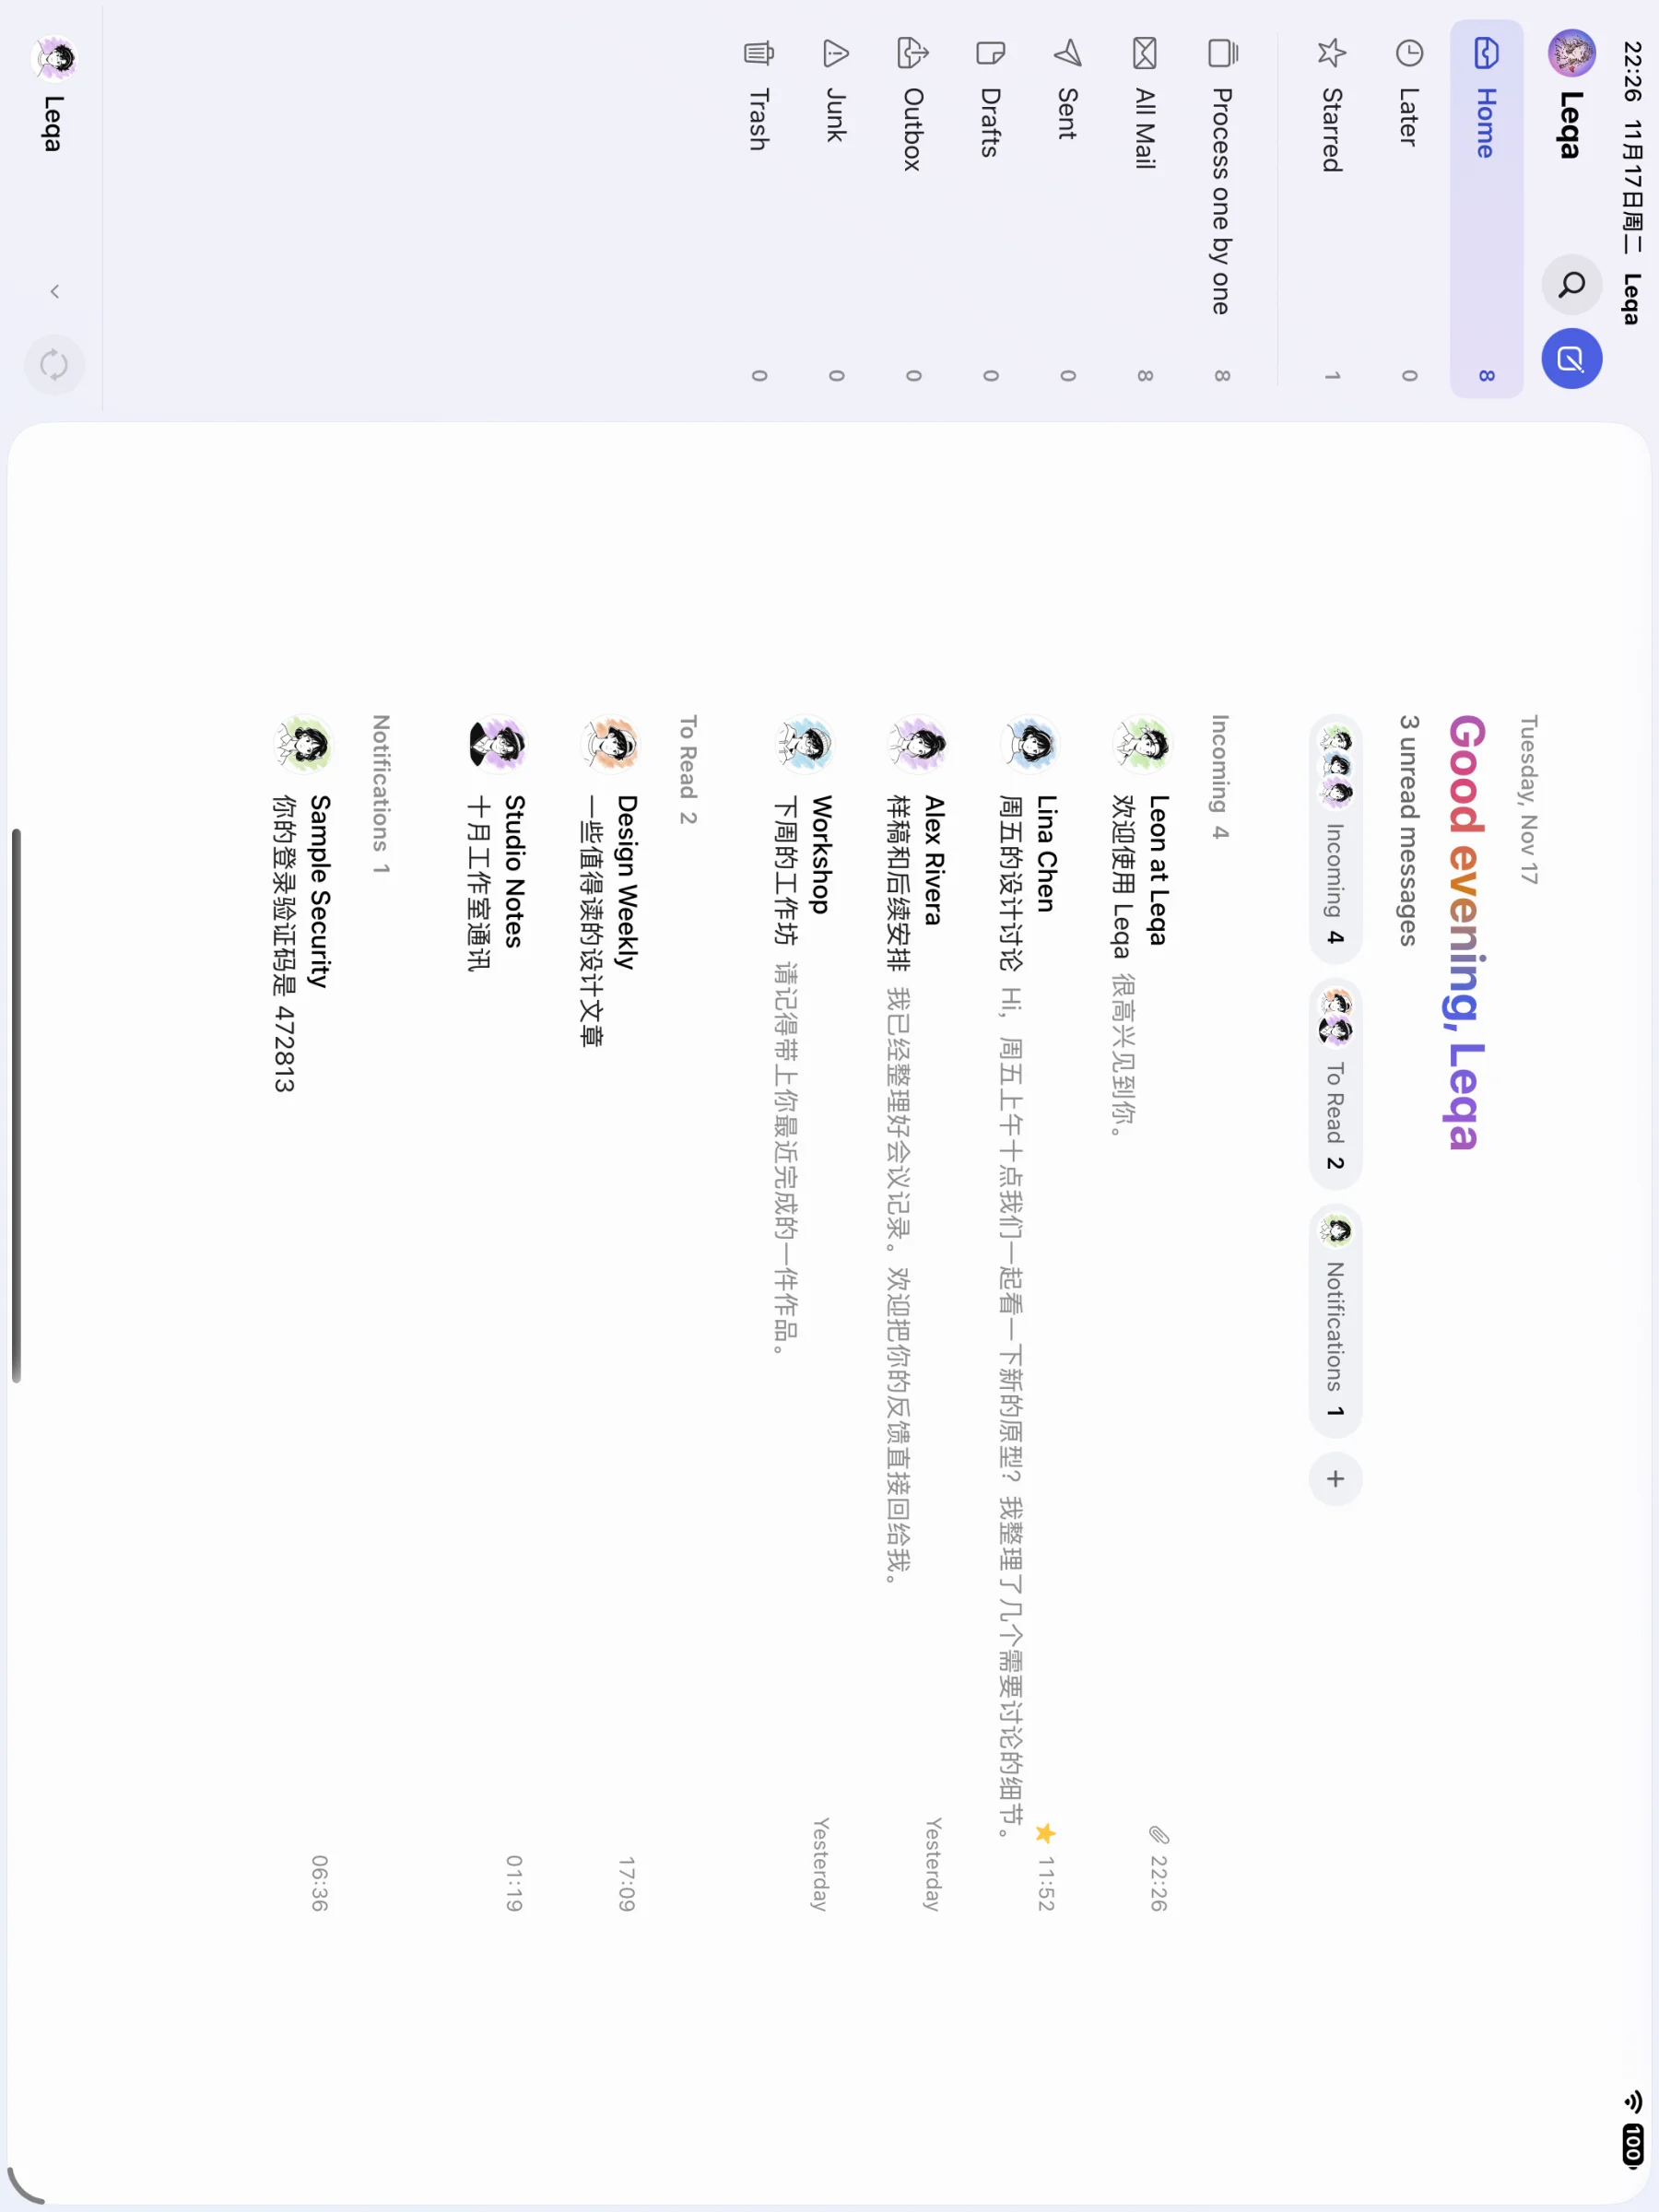 22:26 11月17日周二 Leqa
100
Leqa
Home 8
Later 0
Starred 1
Process one by one 8
All Mail 8
Sent 0
Drafts 0
Outbox 0
Junk 0
Trash 0
Leqa
Tuesday, Nov 17
Good evening, Leqa
3 unread messages
Incoming 4 To Read 2 Notifications 1 +
Incoming 4
Leon at Leqa 22:26
欢迎使用 Leqa 很高兴见到你。
Lina Chen 11:52
周五的设计讨论 Hi, 周五上午十点我们一起看一下新的原型？我整理了几个需要讨论的细节。
Alex Rivera Yesterday
样稿和后续安排 我已经整理好会议记录。欢迎把你的反馈直接回给我。
Workshop Yesterday
下周的工作坊 请记得带上你最近完成的一件作品。
To Read 2
Design Weekly 17:09
一些值得读的设计文章
Studio Notes 01:19
十月工作室通讯
Notifications 1
Sample Security 06:36
你的登录验证码是 472813